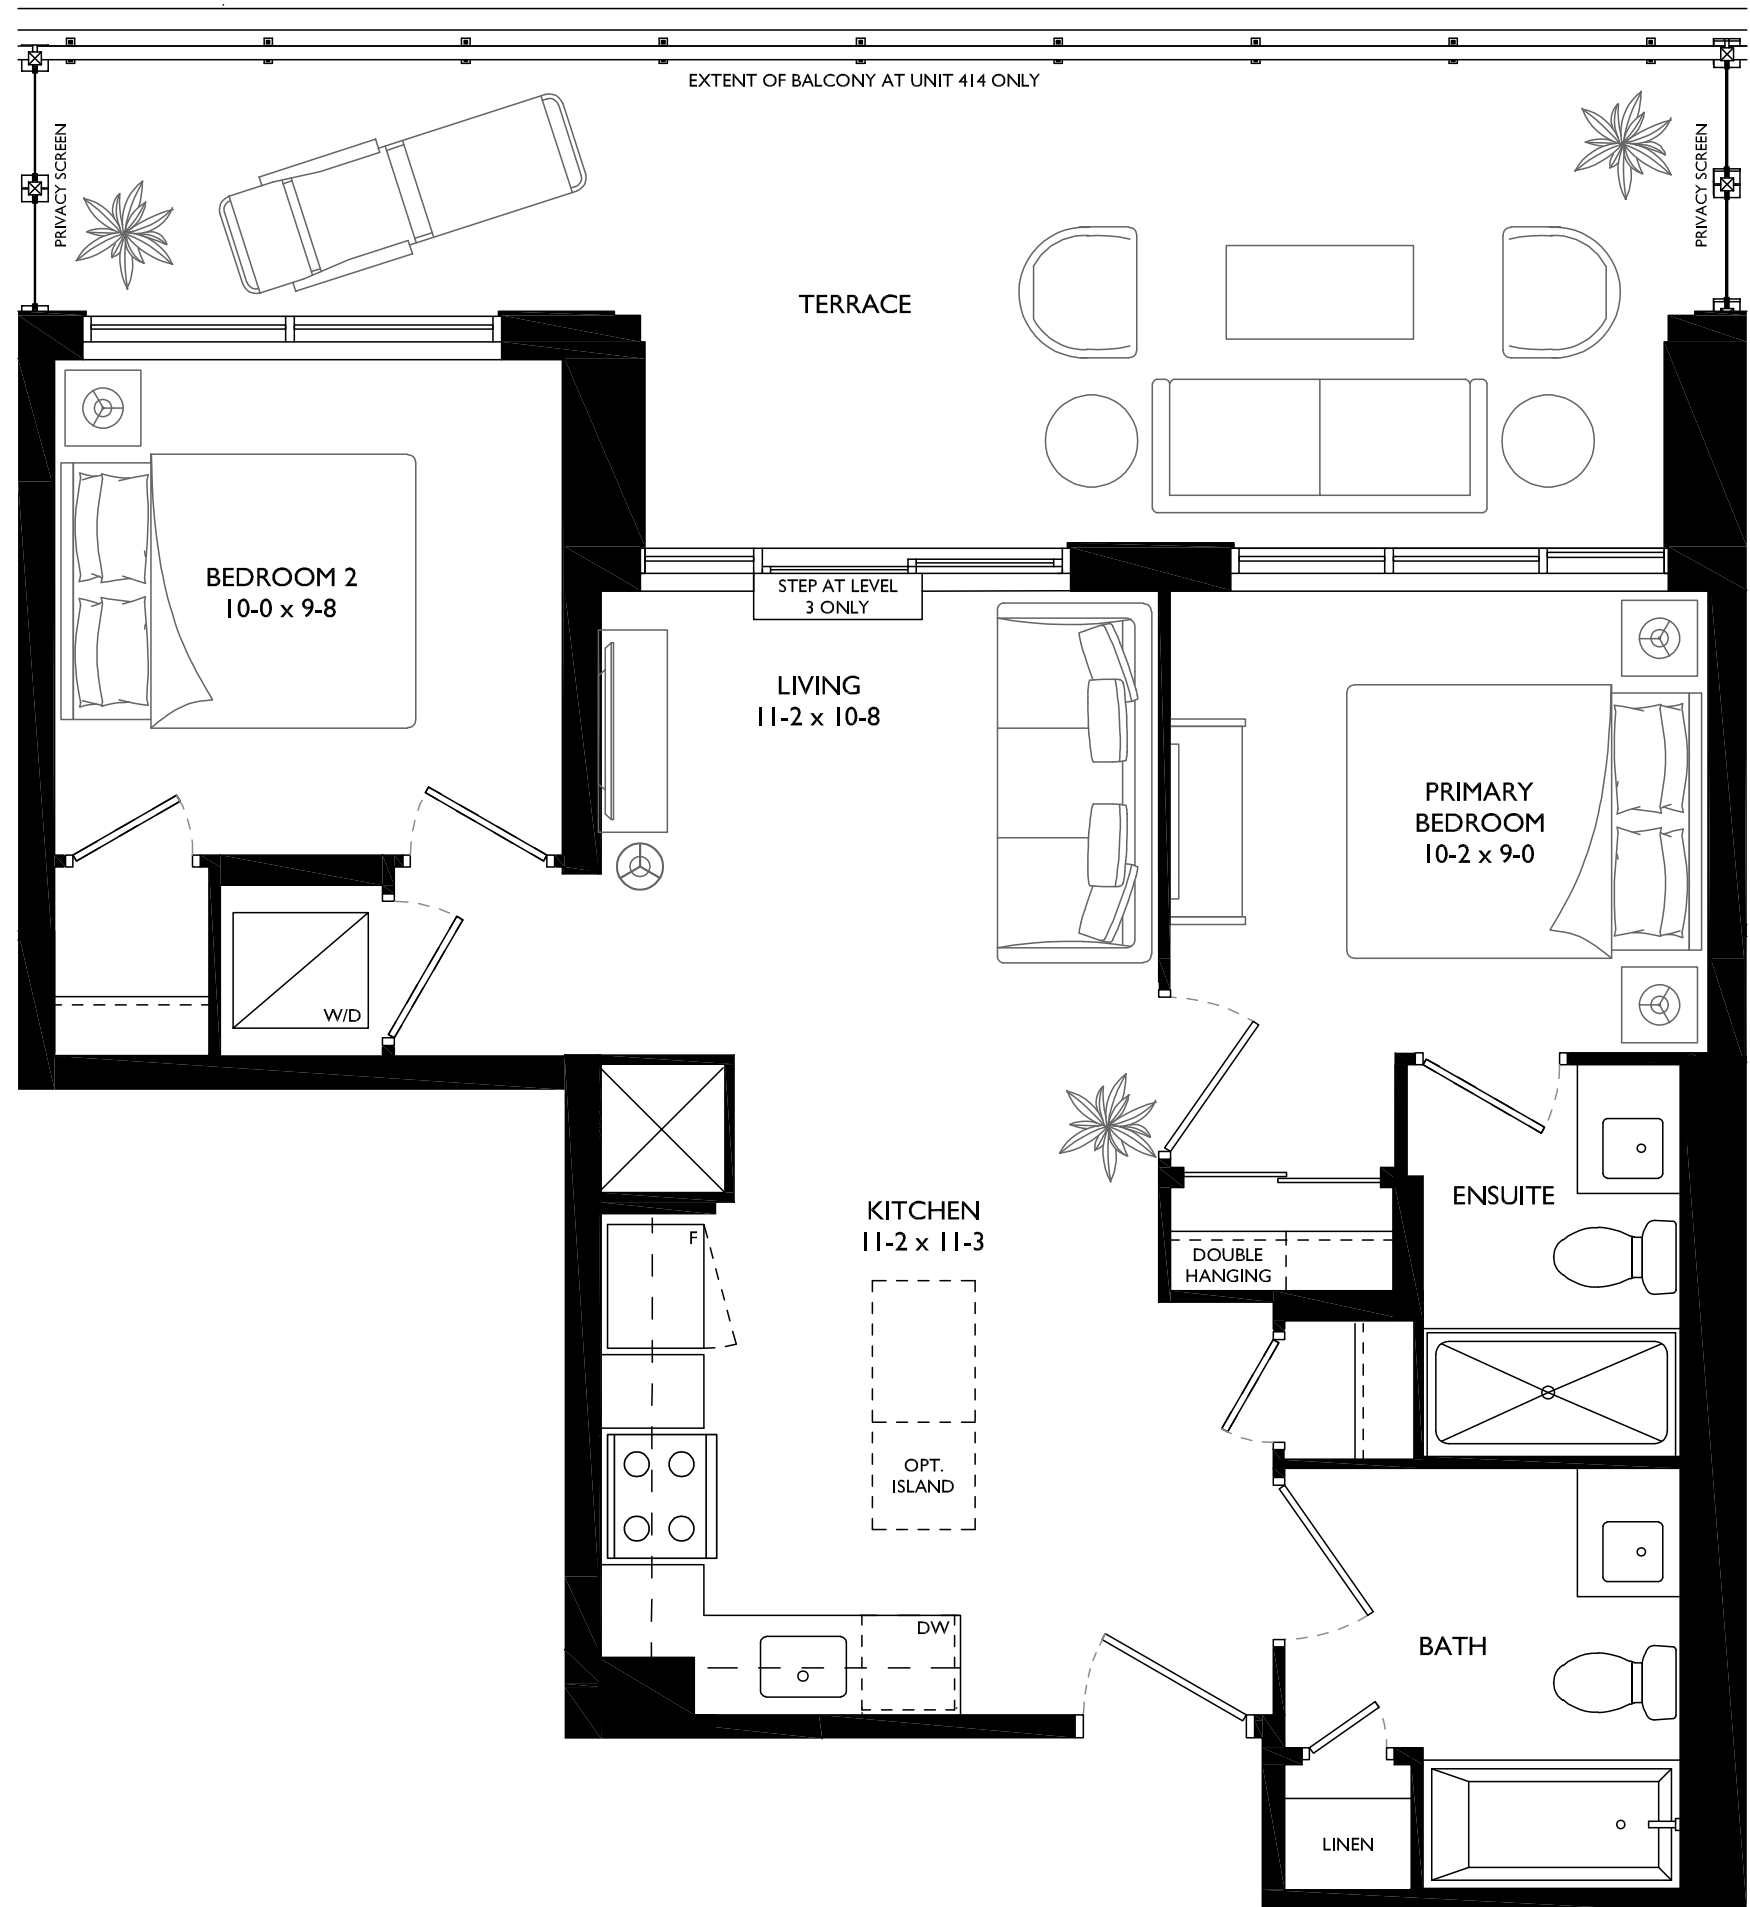 EXTENT OF BALCONY AT UNIT 414 ONLY
PRIVACY SCREEN
PRIVACY SCREEN
TERRACE
BEDROOM 2
10-0 x 9-8
STEP AT LEVEL
3 ONLY
LIVING
11-2 x 10-8
PRIMARY
BEDROOM
10-2 x 9-0
W/D
ENSUITE
KITCHEN
11-2 x 11-3
F
DOUBLE
HANGING
OPT.
ISLAND
DW
BATH
LINEN